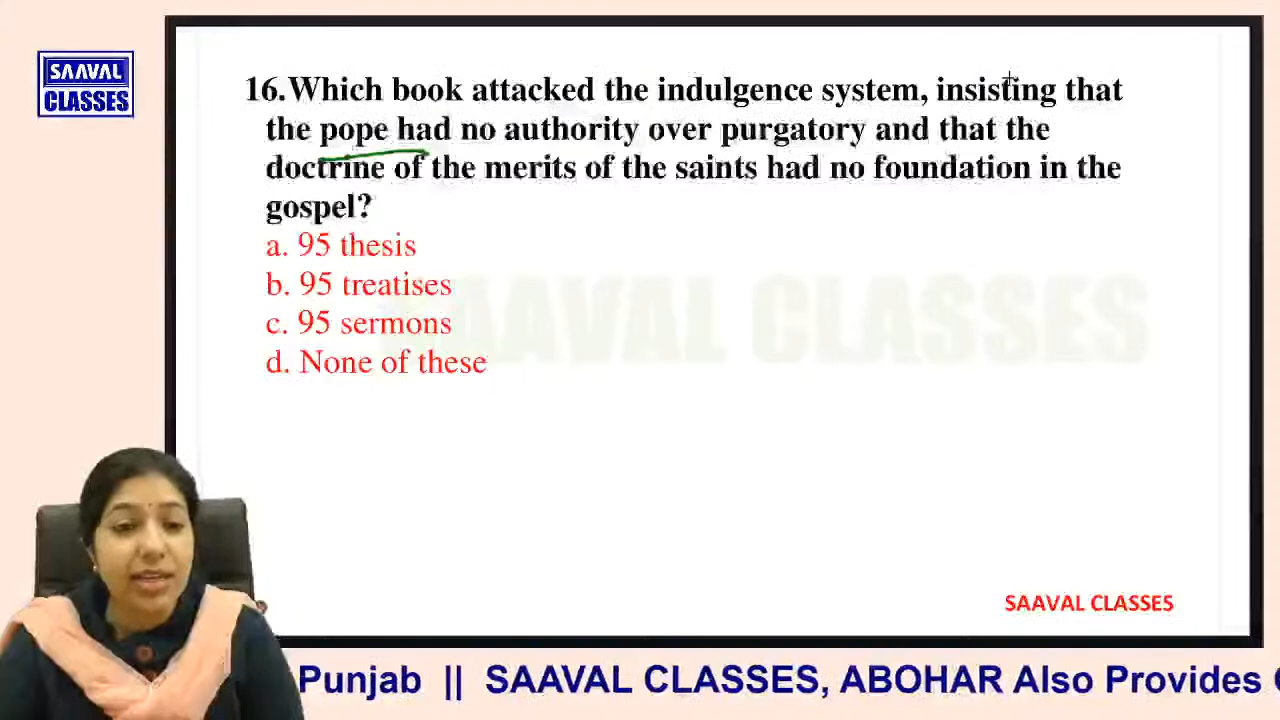 SAAVAL
CLASSES
16.Which book attacked the indulgence system, insisting that
the pope had no authority over purgatory and that the
doctrine of the merits of the saints had no foundation in the
gospel?
a. 95 thesis
b. 95 treatises
c. 95 sermons
d. None of these
SAAVAL CLASSES
SAAVAL CLASSES
Punjab || SAAVAL CLASSES, ABOHAR Also Provides